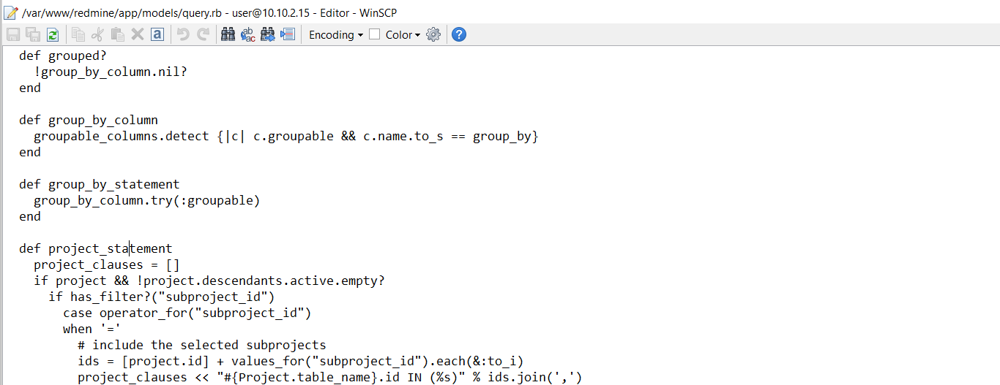 /var/www/redmine/app/models/query.rb - user@10.10.2.15 - Editor - WinSCP
a ab ac Encoding Color ?
def grouped?
  !group_by_column.nil?
end

def group_by_column
  groupable_columns.detect {|c| c.groupable && c.name.to_s == group_by}
end

def group_by_statement
  group_by_column.try(:groupable)
end

def project_statement
  project_clauses = []
  if project && !project.descendants.active.empty?
    if has_filter?("subproject_id")
      case operator_for("subproject_id")
      when '='
        # include the selected subprojects
        ids = [project.id] + values_for("subproject_id").each(&:to_i)
        project_clauses << "#{Project.table_name}.id IN (%s)" % ids.join(',')